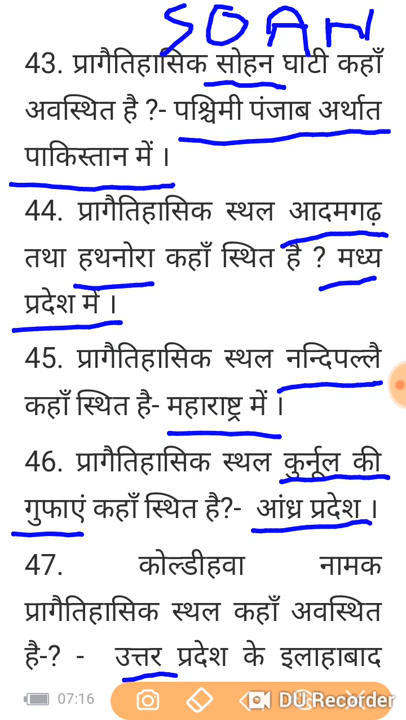 SOAN
43. प्रागैतिहासिक सोहन घाटी कहाँ
अवस्थित है ?- पश्चिमी पंजाब अर्थात
पाकिस्तान में ।
44. प्रागैतिहासिक स्थल आदमगढ़
तथा हथनोरा कहाँ स्थित है ? मध्य
प्रदेश में ।
45. प्रागैतिहासिक स्थल नन्दिपल्लै
कहाँ स्थित है- महाराष्ट्र में ।
46. प्रागैतिहासिक स्थल कुर्नूल की
गुफाएं कहाँ स्थित है?- आंध्र प्रदेश ।
47. कोल्डीहवा नामक
प्रागैतिहासिक स्थल कहाँ अवस्थित
है-? - उत्तर प्रदेश के इलाहाबाद
07:16 DU Recorder